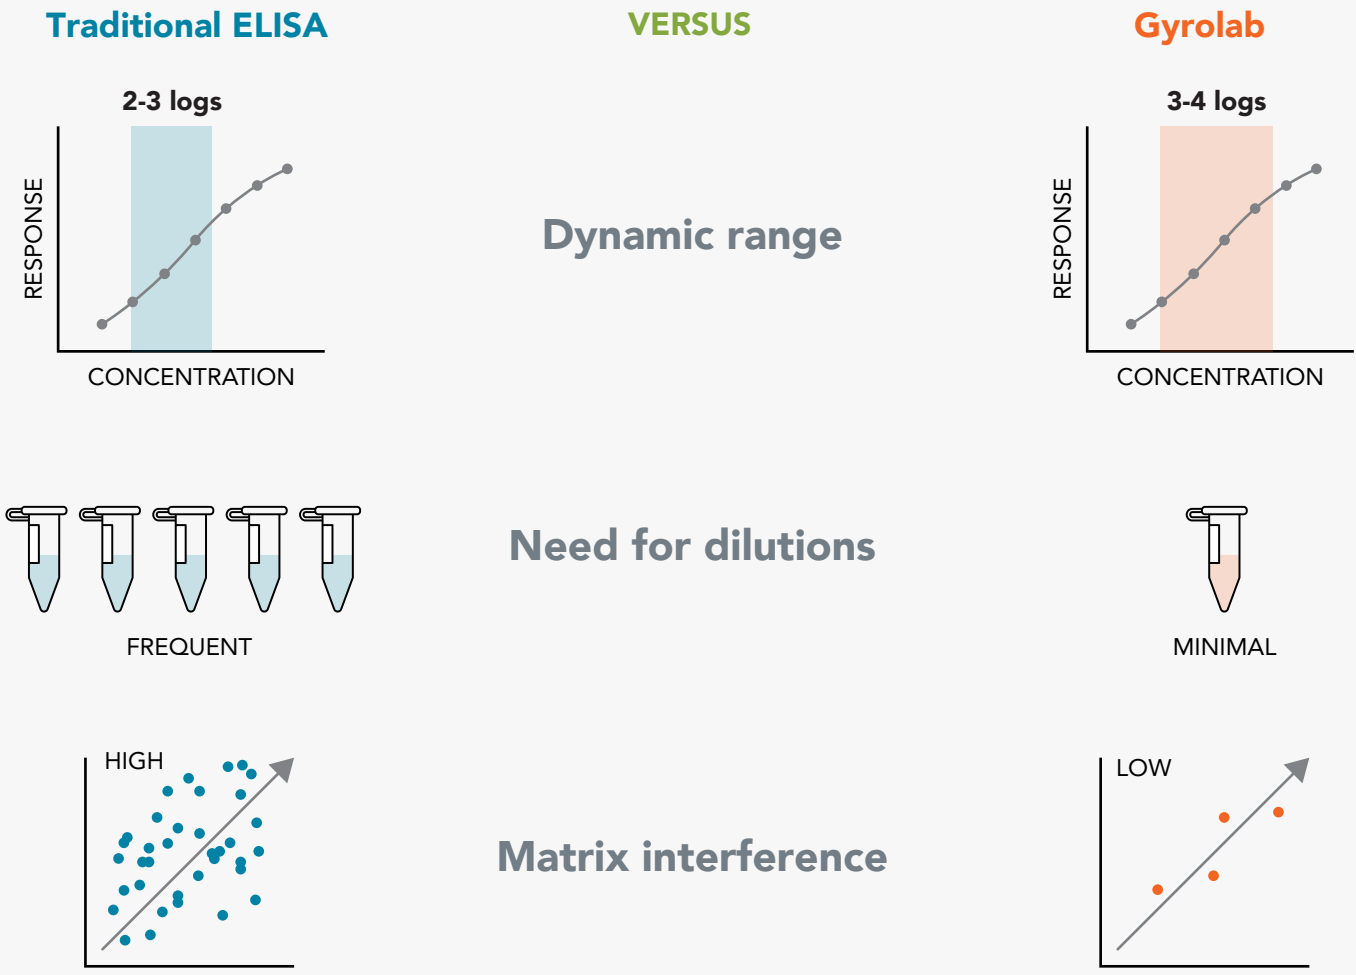 Traditional ELISA
VERSUS
Gyrolab
2-3 logs
RESPONSE
CONCENTRATION
Dynamic range
3-4 logs
RESPONSE
CONCENTRATION
FREQUENT
Need for dilutions
MINIMAL
HIGH
Matrix interference
LOW